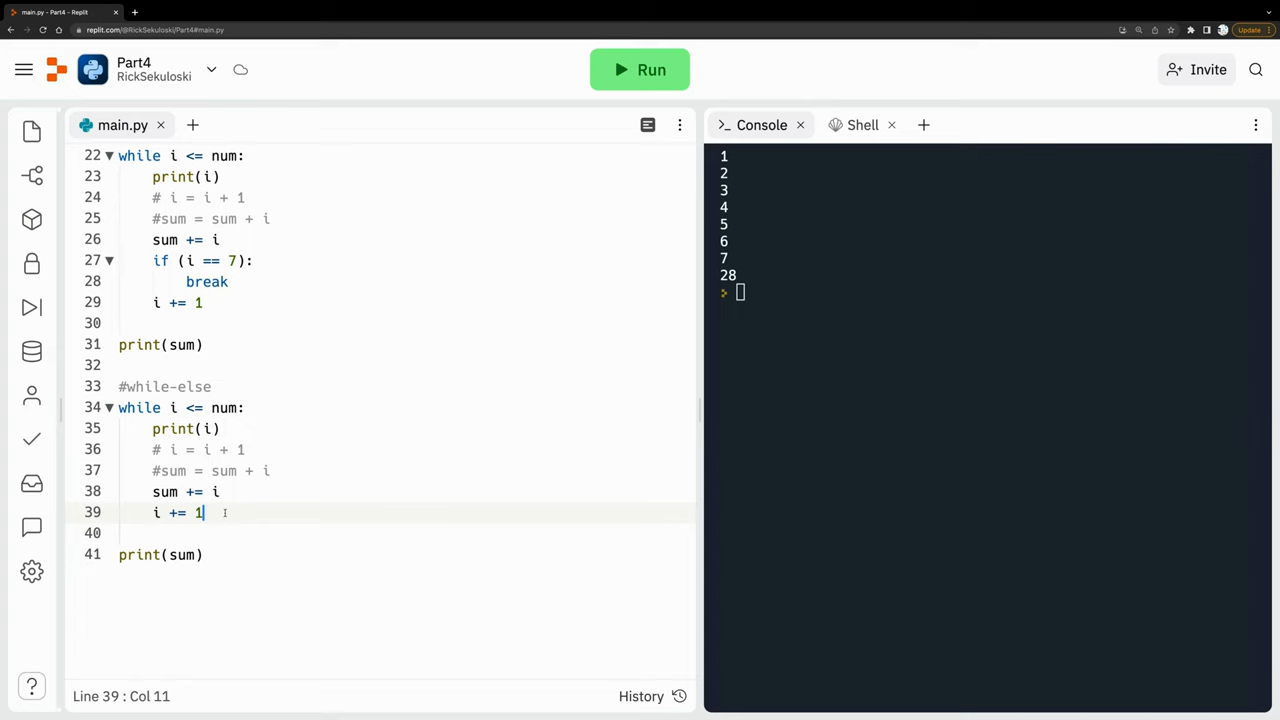 main.py - Part4 - Replit
replit.com/@RickSekuloski/Part4#main.py
Update
Part4
RickSekuloski
Run
Invite
main.py
Console
Shell
22 while i <= num:
23 print(i)
24 # i = i + 1
25 #sum = sum + i
26 sum += i
27 if (i == 7):
28 break
29 i += 1
30
31 print(sum)
32
33 #while-else
34 while i <= num:
35 print(i)
36 # i = i + 1
37 #sum = sum + i
38 sum += i
39 i += 1
40
41 print(sum)
1
2
3
4
5
6
7
28
Line 39 : Col 11
History